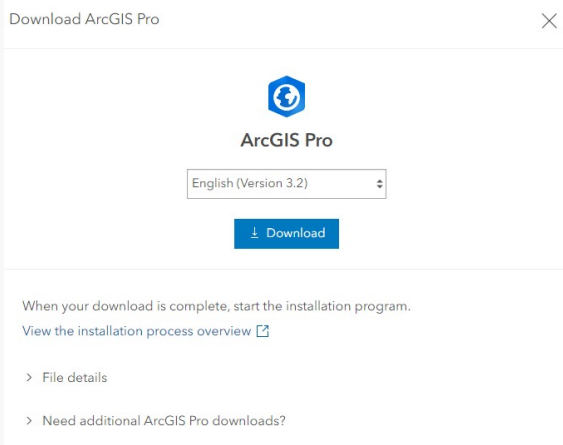 Download ArcGIS Pro
ArcGIS Pro
English (Version 3.2)
Download
When your download is complete, start the installation program.
View the installation process overview
File details
Need additional ArcGIS Pro downloads?